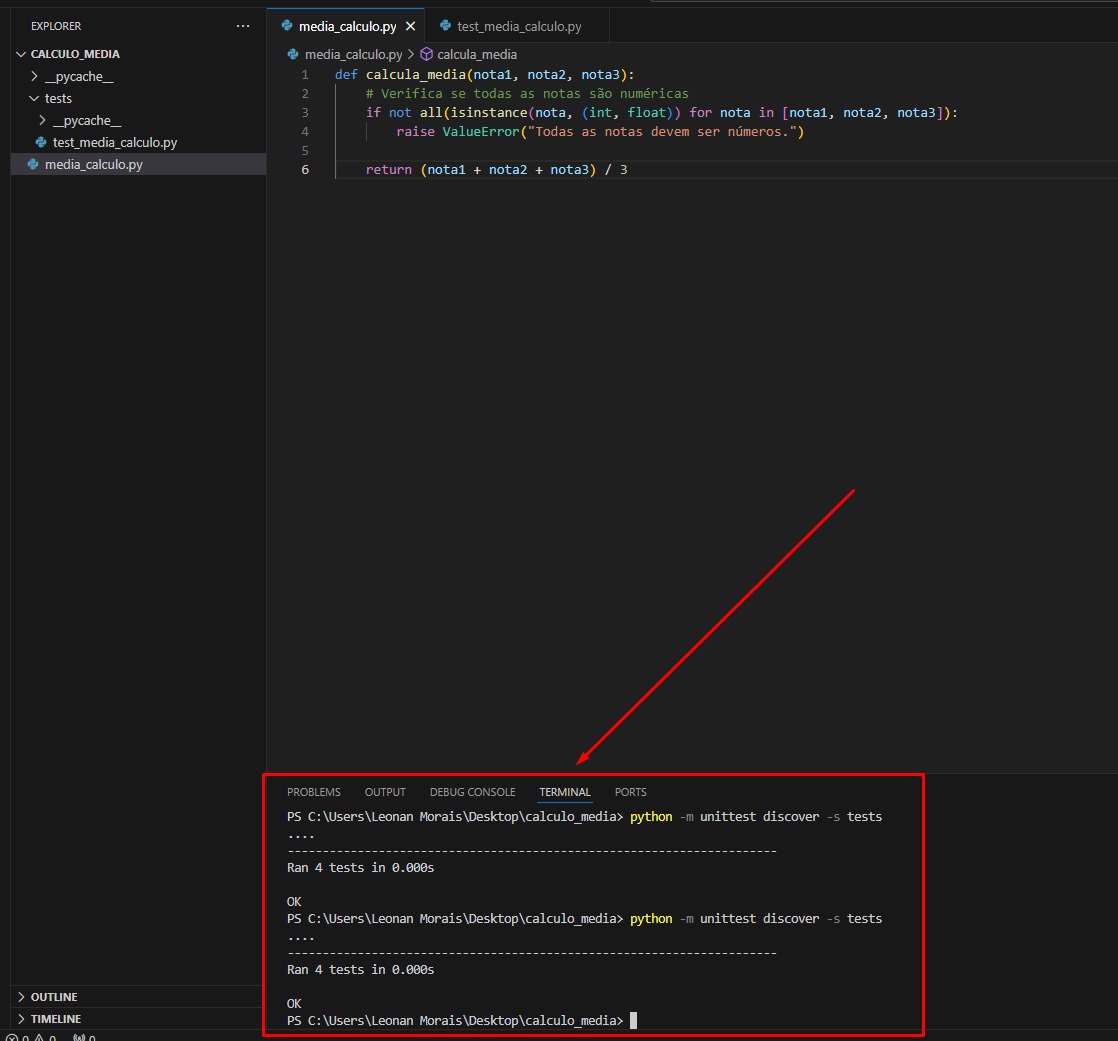 EXPLORER
CALCULO_MEDIA
__pycache__
tests
__pycache__
test_media_calculo.py
media_calculo.py
OUTLINE
TIMELINE
0 0 0
media_calculo.py test_media_calculo.py
media_calculo.py > calcula_media
1 def calcula_media(nota1, nota2, nota3):
2 # Verifica se todas as notas são numéricas
3 if not all(isinstance(nota, (int, float)) for nota in [nota1, nota2, nota3]):
4 raise ValueError("Todas as notas devem ser números.")
5
6 return (nota1 + nota2 + nota3) / 3
PROBLEMS OUTPUT DEBUG CONSOLE TERMINAL PORTS
PS C:\Users\Leonan Morais\Desktop\calculo_media> python -m unittest discover -s tests
....
----------------------------------------------------------------------
Ran 4 tests in 0.000s
OK
PS C:\Users\Leonan Morais\Desktop\calculo_media> python -m unittest discover -s tests
....
----------------------------------------------------------------------
Ran 4 tests in 0.000s
OK
PS C:\Users\Leonan Morais\Desktop\calculo_media>